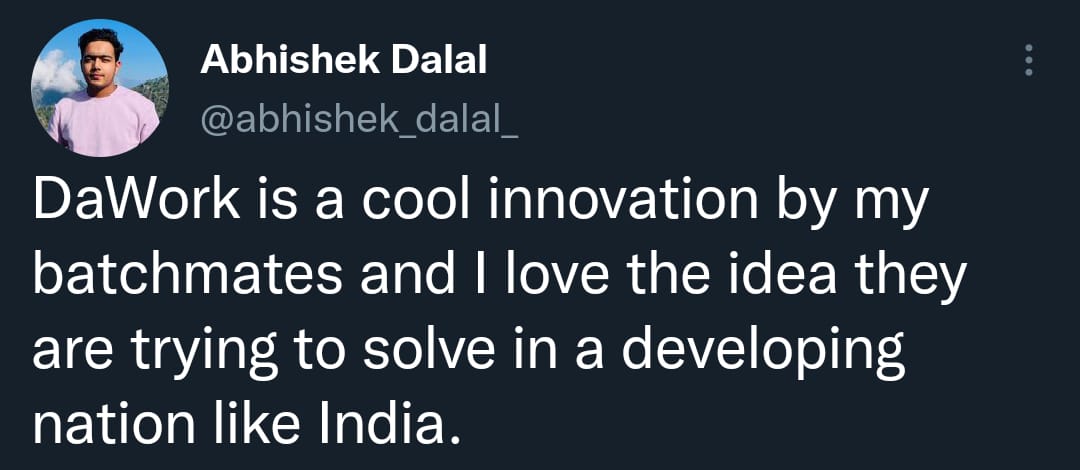 Abhishek Dalal
@abhishek_dalal_
DaWork is a cool innovation by my
batchmates and I love the idea they
are trying to solve in a developing
nation like India.